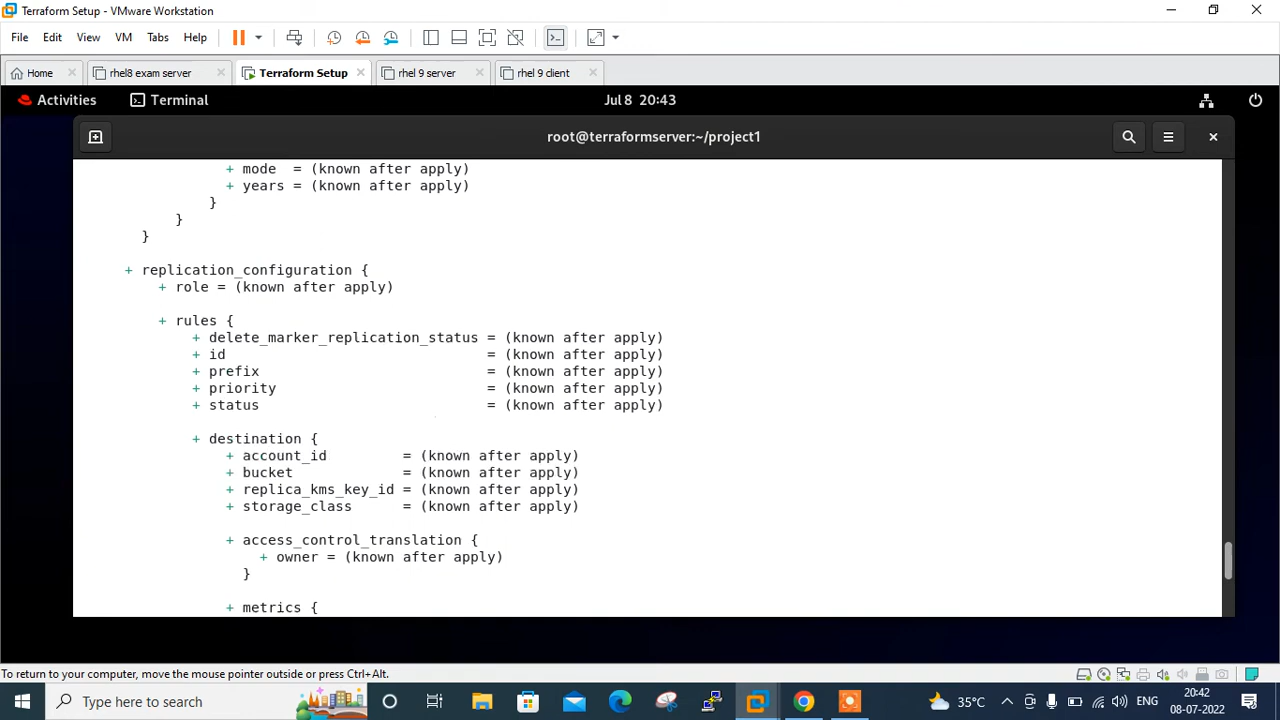 Terraform Setup - VMware Workstation
File Edit View VM Tabs Help
Home rhel8 exam server Terraform Setup rhel 9 server rhel 9 client
Activities Terminal Jul 8 20:43
root@terraformserver:~/project1
+ mode  = (known after apply)
+ years = (known after apply)
}
}
}
+ replication_configuration {
+ role = (known after apply)
+ rules {
+ delete_marker_replication_status = (known after apply)
+ id                               = (known after apply)
+ prefix                           = (known after apply)
+ priority                         = (known after apply)
+ status                           = (known after apply)
+ destination {
+ account_id         = (known after apply)
+ bucket             = (known after apply)
+ replica_kms_key_id = (known after apply)
+ storage_class      = (known after apply)
+ access_control_translation {
+ owner = (known after apply)
}
+ metrics {
To return to your computer, move the mouse pointer outside or press Ctrl+Alt.
Type here to search
35°C
ENG
20:42
08-07-2022